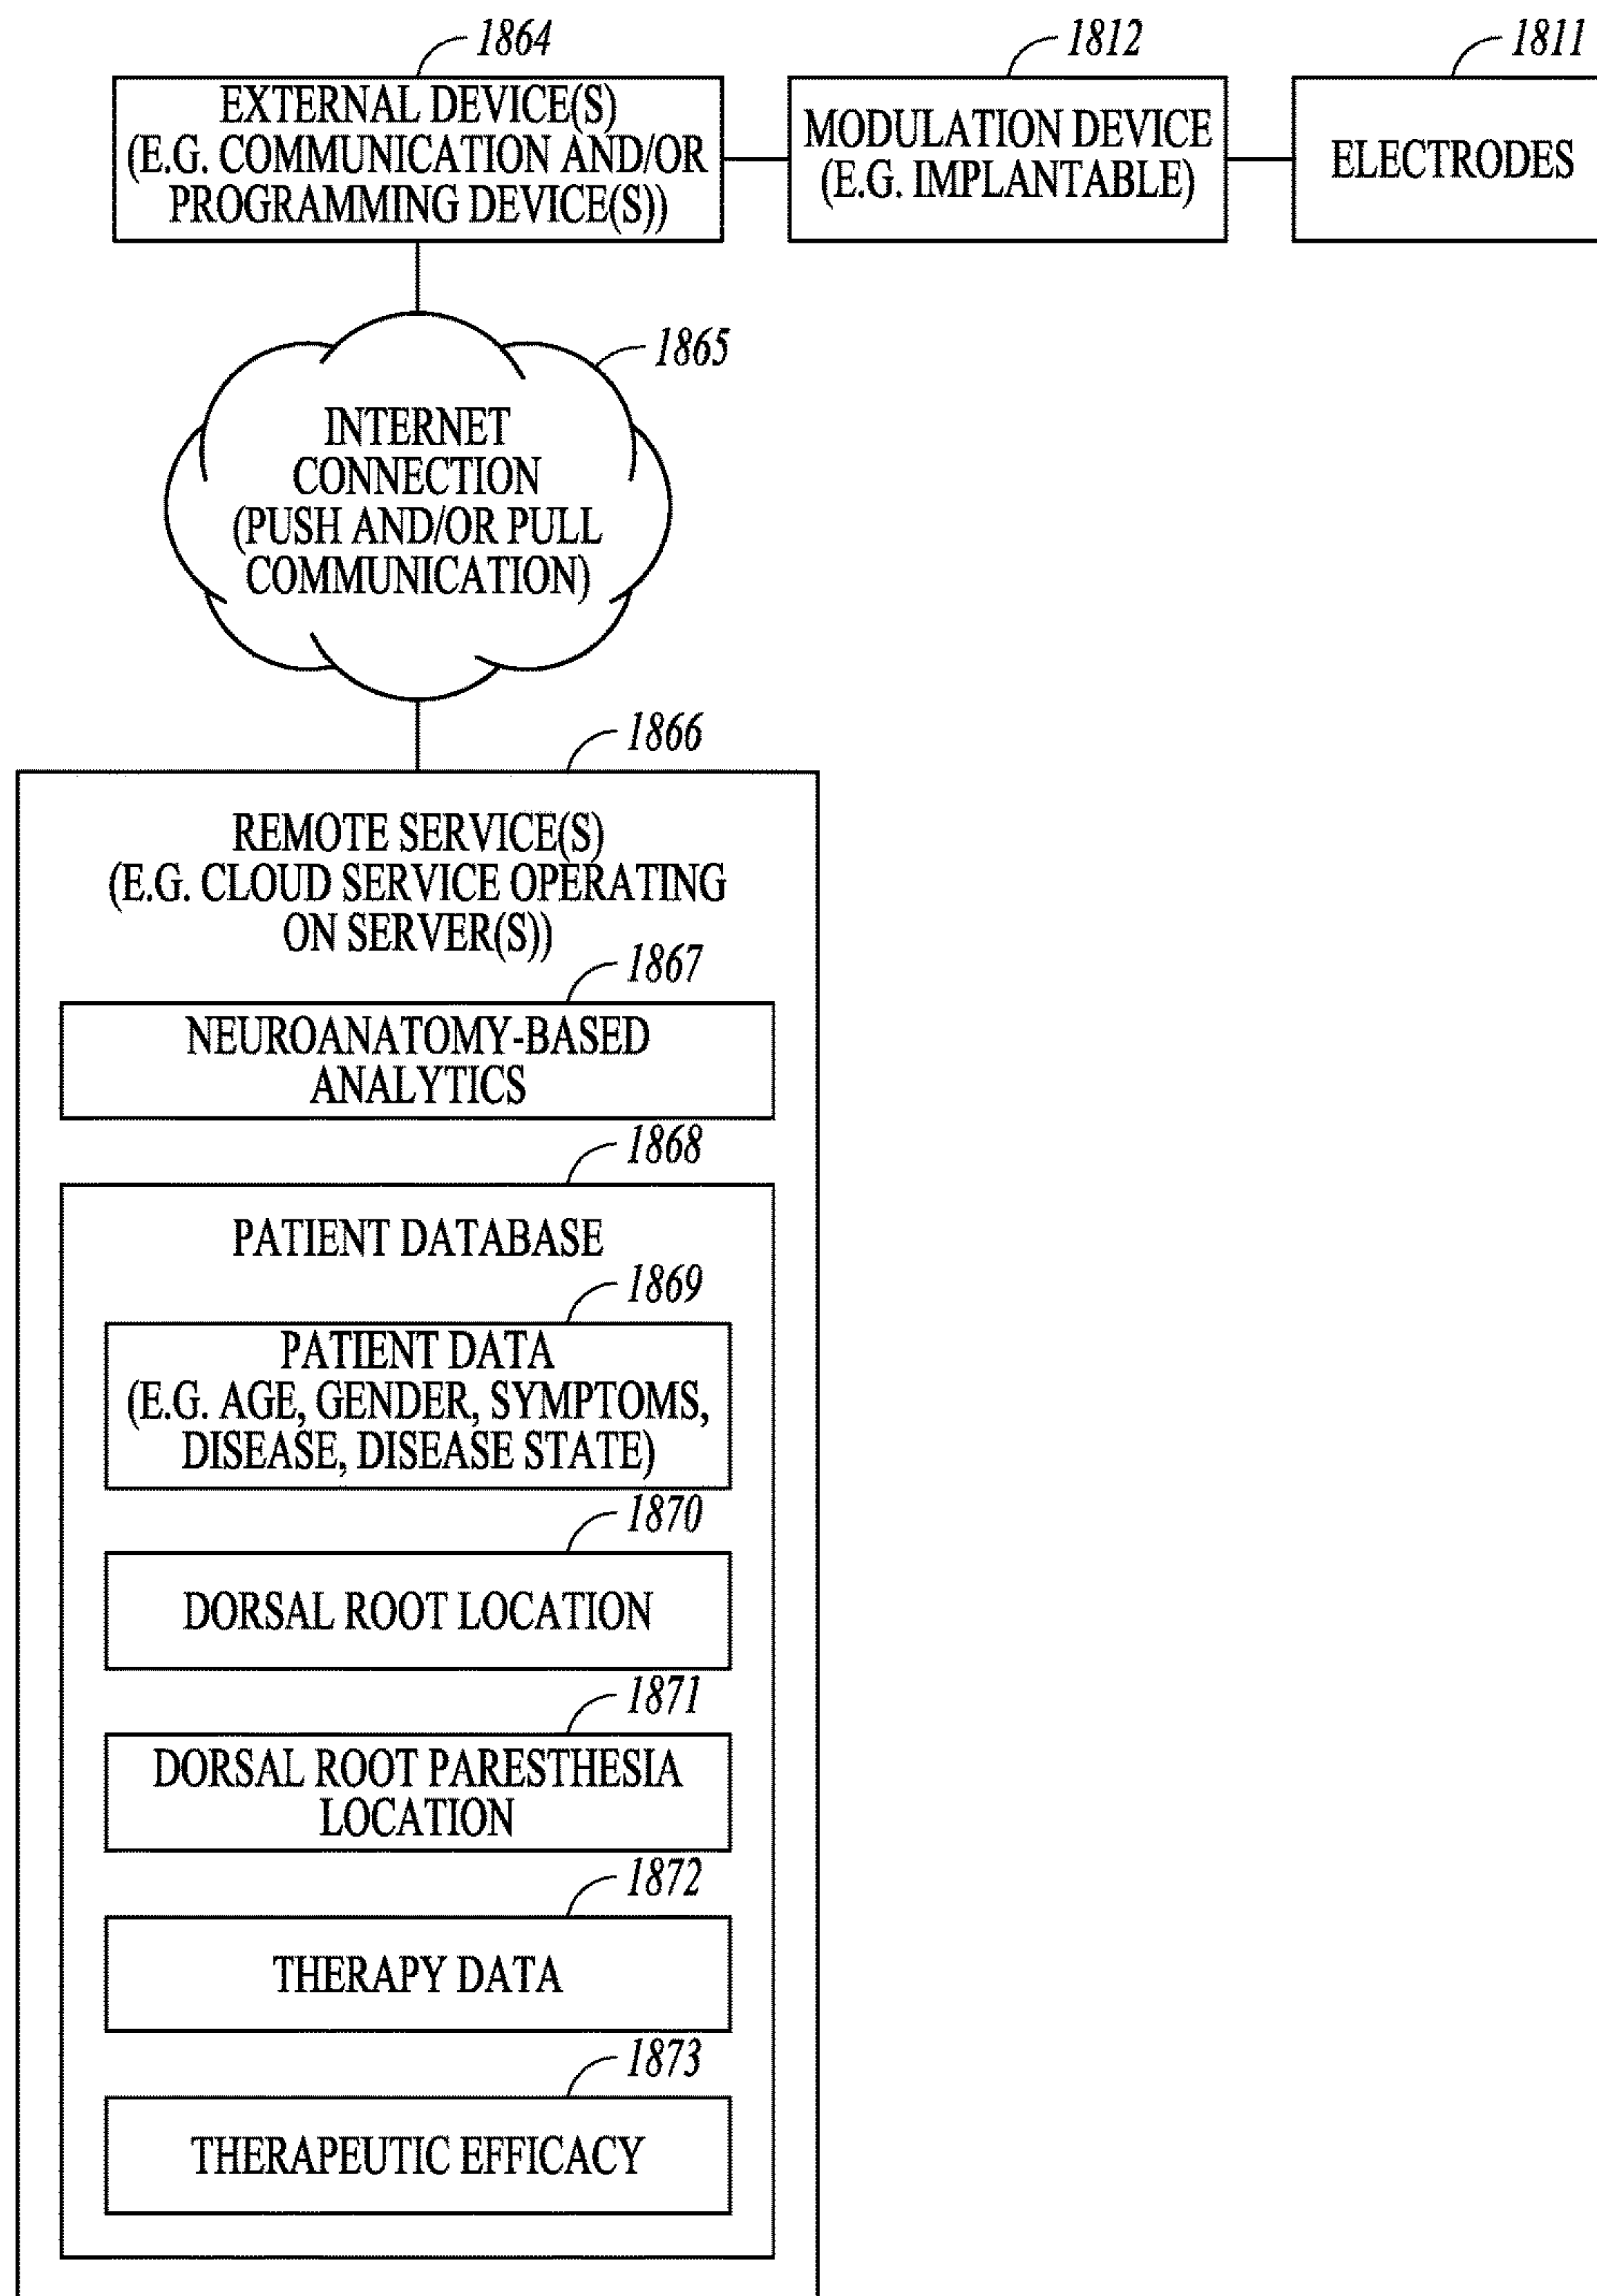 1864
EXTERNAL DEVICE(S)
(E.G. COMMUNICATION AND/OR
PROGRAMMING DEVICE(S))
1812
MODULATION DEVICE
(E.G. IMPLANTABLE)
1811
ELECTRODES
1865
INTERNET
CONNECTION
(PUSH AND/OR PULL
COMMUNICATION)
1866
REMOTE SERVICE(S)
(E.G. CLOUD SERVICE OPERATING
ON SERVER(S))
1867
NEUROANATOMY-BASED
ANALYTICS
1868
PATIENT DATABASE
1869
PATIENT DATA
(E.G. AGE, GENDER, SYMPTOMS,
DISEASE, DISEASE STATE)
1870
DORSAL ROOT LOCATION
1871
DORSAL ROOT PARESTHESIA
LOCATION
1872
THERAPY DATA
1873
THERAPEUTIC EFFICACY